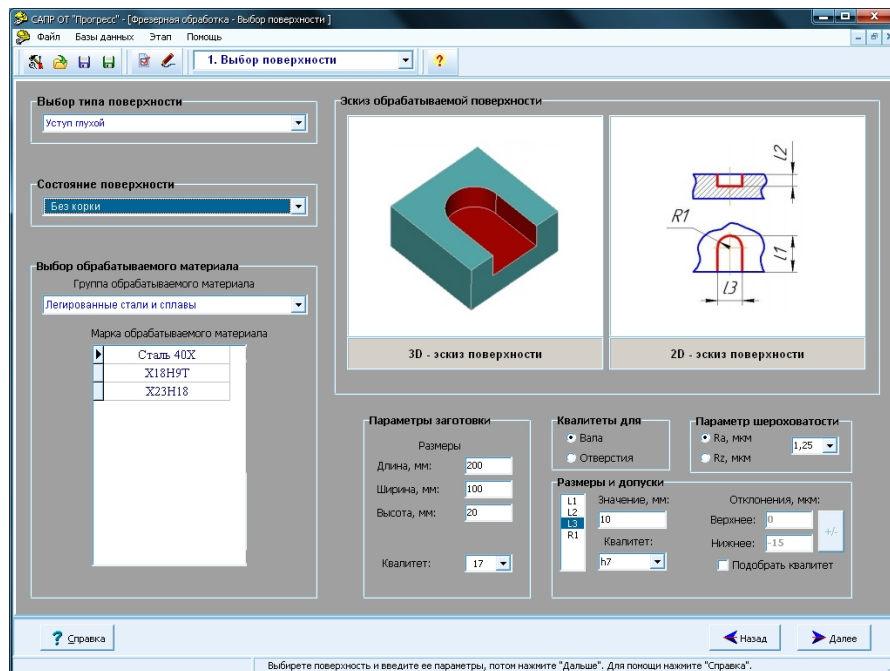 САПР ОТ "Прогресс" - [Фрезерная обработка - Выбор поверхности ]
Файл Базы данных Этап Помощь
1. Выбор поверхности
?
Выбор типа поверхности
Уступ глухой
Состояние поверхности
Без корки
Выбор обрабатываемого материала
Группа обрабатываемого материала
Легированные стали и сплавы
Марка обрабатываемого материала
Сталь 40Х
Х18Н9Т
Х23Н18
Эскиз обрабатываемой поверхности
l2
R1
l1
l3
3D - эскиз поверхности
2D - эскиз поверхности
Параметры заготовки
Размеры
Длина, мм: 200
Ширина, мм: 100
Высота, мм: 20
Квалитет: 17
Квалитеты для
Вала
Отверстия
Параметр шероховатости
Ra, мкм
Rz, мкм
1,25
Размеры и допуски
L1
L2
L3
R1
Значение, мм:
10
Квалитет:
h7
Отклонения, мкм:
Верхнее: 0
Нижнее: -15
+/-
Подобрать квалитет
? Справка
Назад
Далее
Выбирете поверхность и введите ее параметры, потом нажмите "Дальше". Для помощи нажмите "Справка".